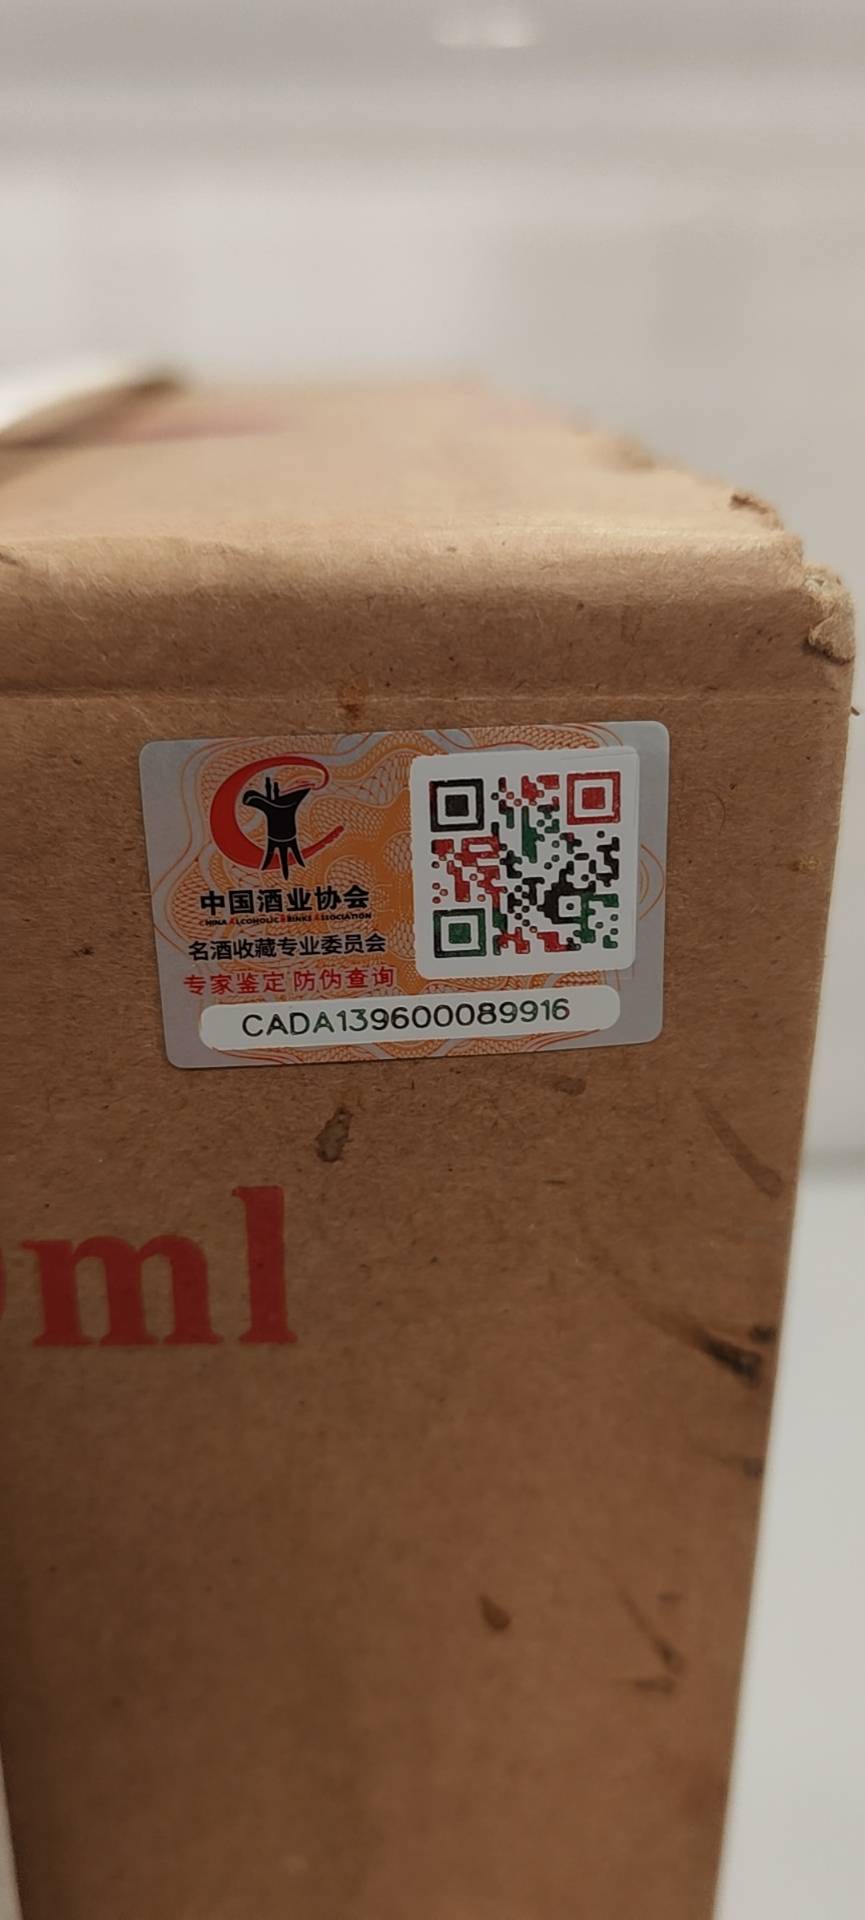 中国酒业协会
CHINA ALCOHOLIC DRINKS ASSOCIATION
名酒收藏专业委员会
专家鉴定 防伪查询
CADA139600089916
ml